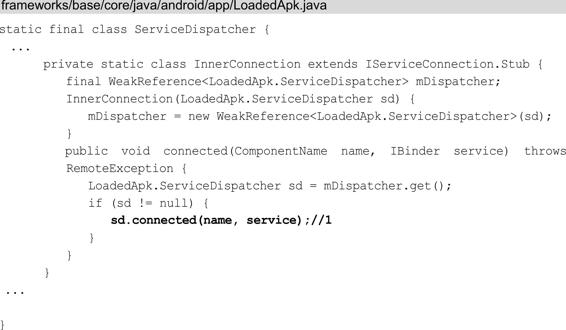 frameworks/base/core/java/android/app/LoadedApk.java
static final class ServiceDispatcher {
...
private static class InnerConnection extends IServiceConnection.Stub {
final WeakReference<LoadedApk.ServiceDispatcher> mDispatcher;
InnerConnection(LoadedApk.ServiceDispatcher sd) {
mDispatcher = new WeakReference<LoadedApk.ServiceDispatcher>(sd);
}
public void connected(ComponentName name, IBinder service) throws
RemoteException {
LoadedApk.ServiceDispatcher sd = mDispatcher.get();
if (sd != null) {
sd.connected(name, service);//1
}
}
}
...
}